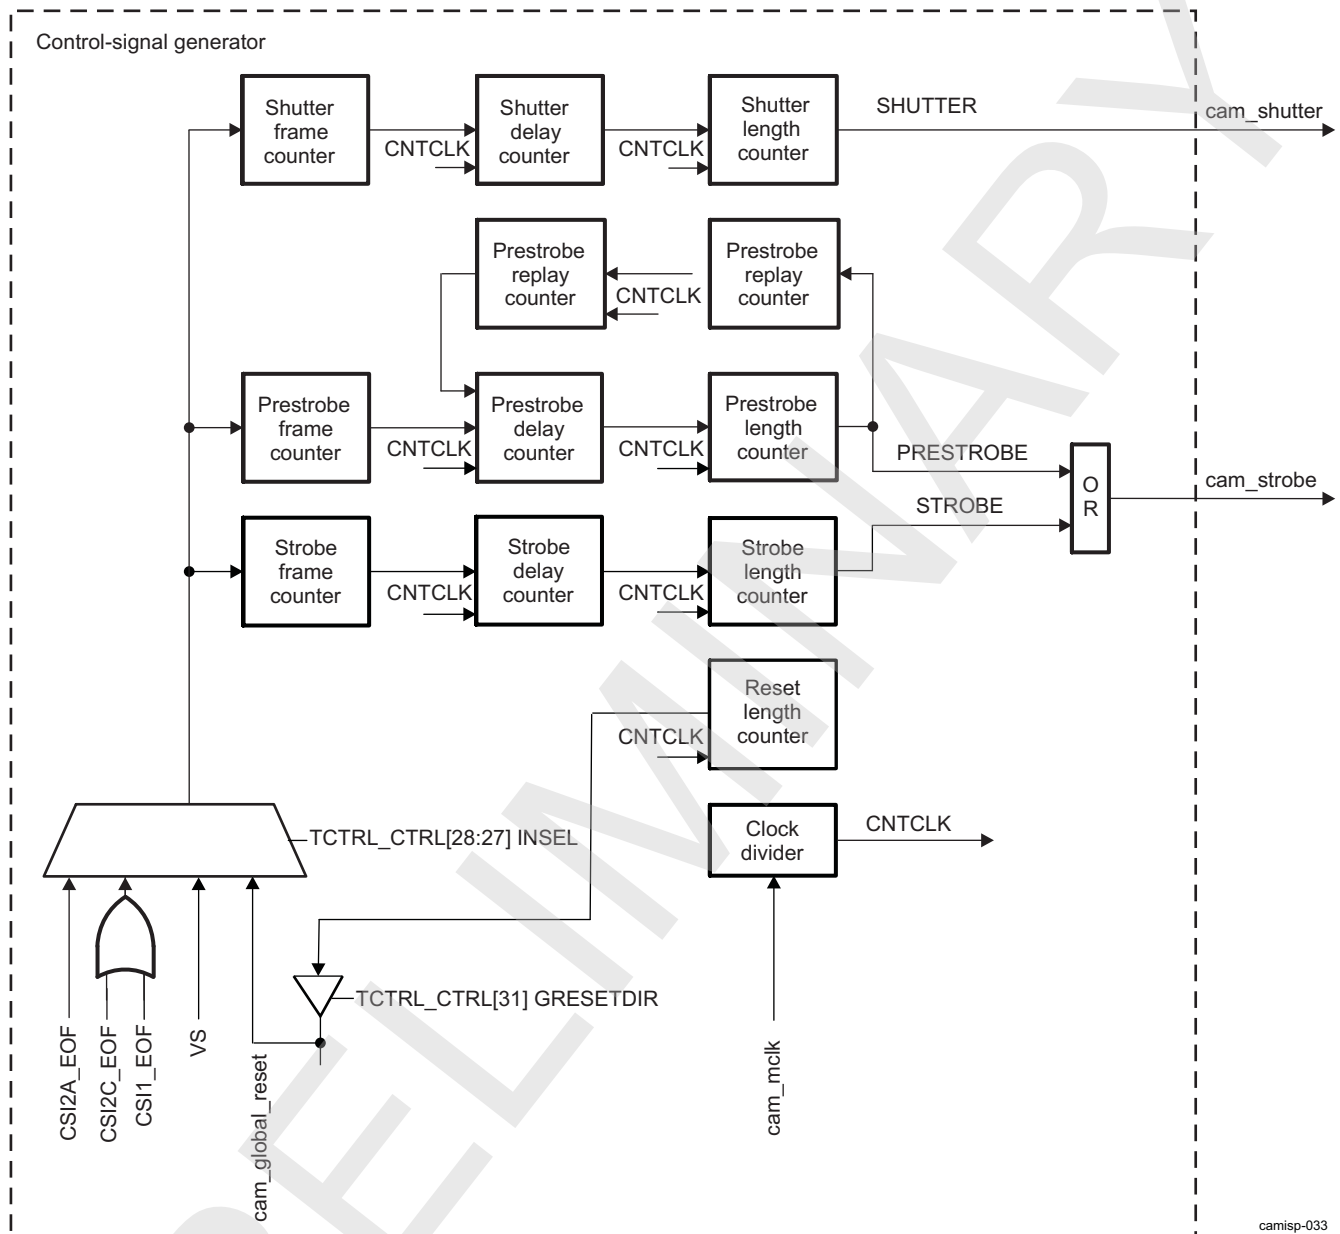 Control-signal generator
Shutter
frame
counter
CNTCLK
Shutter
delay
counter
CNTCLK
Shutter
length
counter
SHUTTER
cam_shutter
Prestrobe
replay
counter
CNTCLK
Prestrobe
replay
counter
Prestrobe
frame
counter
CNTCLK
Prestrobe
delay
counter
CNTCLK
Prestrobe
length
counter
PRESTROBE
STROBE
O
R
cam_strobe
Strobe
frame
counter
CNTCLK
Strobe
delay
counter
CNTCLK
Strobe
length
counter
Reset
length
counter
CNTCLK
TCTRL_CTRL[28:27] INSEL
Clock
divider
CNTCLK
TCTRL_CTRL[31] GRESETDIR
CSI2A_EOF
CSI2C_EOF
CSI1_EOF
VS
cam_global_reset
cam_mclk
PRELIMINARY
camisp-033